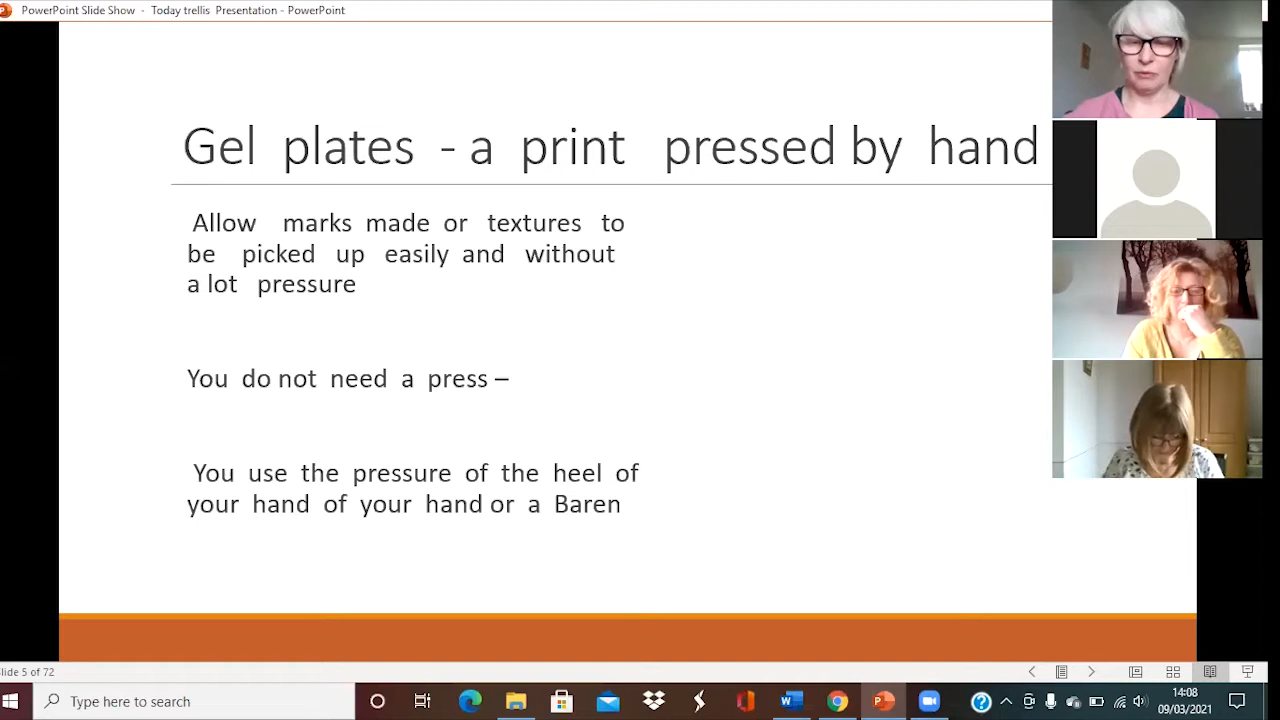 PowerPoint Slide Show - Today trellis Presentation - PowerPoint
Gel plates - a print pressed by hand
Allow marks made or textures to
be picked up easily and without
a lot pressure
You do not need a press –
You use the pressure of the heel of
your hand of your hand or a Baren
Slide 5 of 72
Type here to search
14:08
09/03/2021